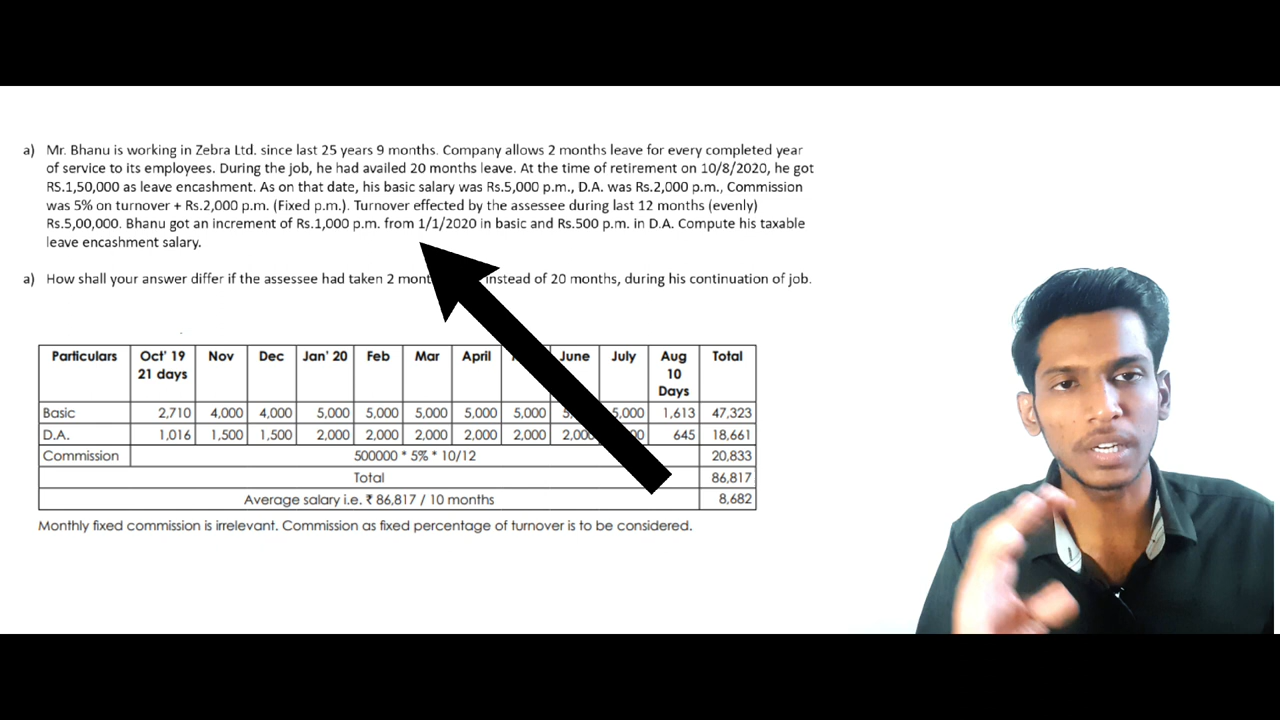 a) Mr. Bhanu is working in Zebra Ltd. since last 25 years 9 months. Company allows 2 months leave for every completed year
of service to its employees. During the job, he had availed 20 months leave. At the time of retirement on 10/8/2020, he got
RS.1,50,000 as leave encashment. As on that date, his basic salary was Rs.5,000 p.m., D.A. was Rs.2,000 p.m., Commission
was 5% on turnover + Rs.2,000 p.m. (Fixed p.m.). Turnover effected by the assessee during last 12 months (evenly)
Rs.5,00,000. Bhanu got an increment of Rs.1,000 p.m. from 1/1/2020 in basic and Rs.500 p.m. in D.A. Compute his taxable
leave encashment salary.
a) How shall your answer differ if the assessee had taken 2 instead of 20 months, during his continuation of job.
Particulars Oct' 19 21 days Nov Dec Jan' 20 Feb Mar April June July Aug 10 Days Total
Basic 2,710 4,000 4,000 5,000 5,000 5,000 5,000 5,000 5,000 1,613 47,323
D.A. 1,016 1,500 1,500 2,000 2,000 2,000 2,000 2,000 645 18,661
Commission 500000 * 5% * 10/12 20,833
Total 86,817
Average salary i.e. ₹ 86,817 / 10 months 8,682
Monthly fixed commission is irrelevant. Commission as fixed percentage of turnover is to be considered.